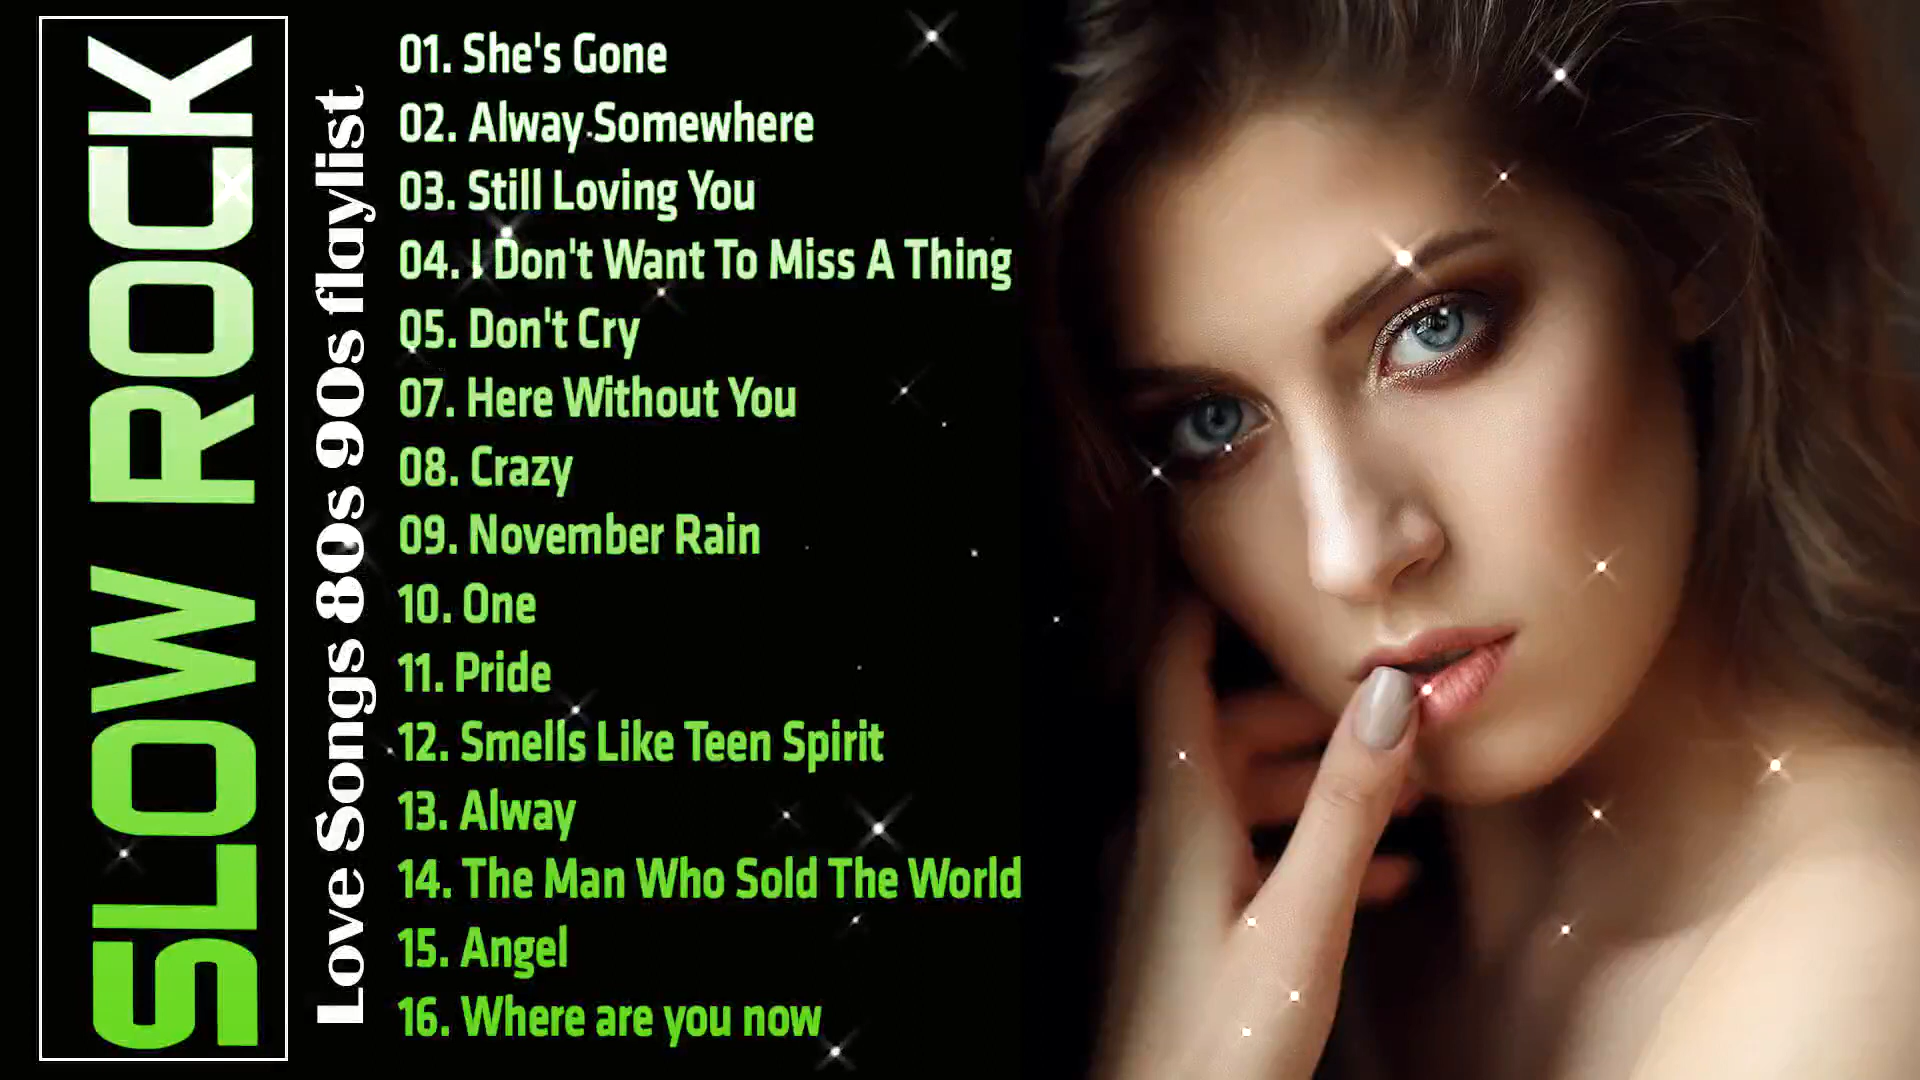 SLOW ROCK
Love Songs 80s 90s flaylist
01. She's Gone
02. Alway Somewhere
03. Still Loving You
04. I Don't Want To Miss A Thing
05. Don't Cry
07. Here Without You
08. Crazy
09. November Rain
10. One
11. Pride
12. Smells Like Teen Spirit
13. Alway
14. The Man Who Sold The World
15. Angel
16. Where are you now